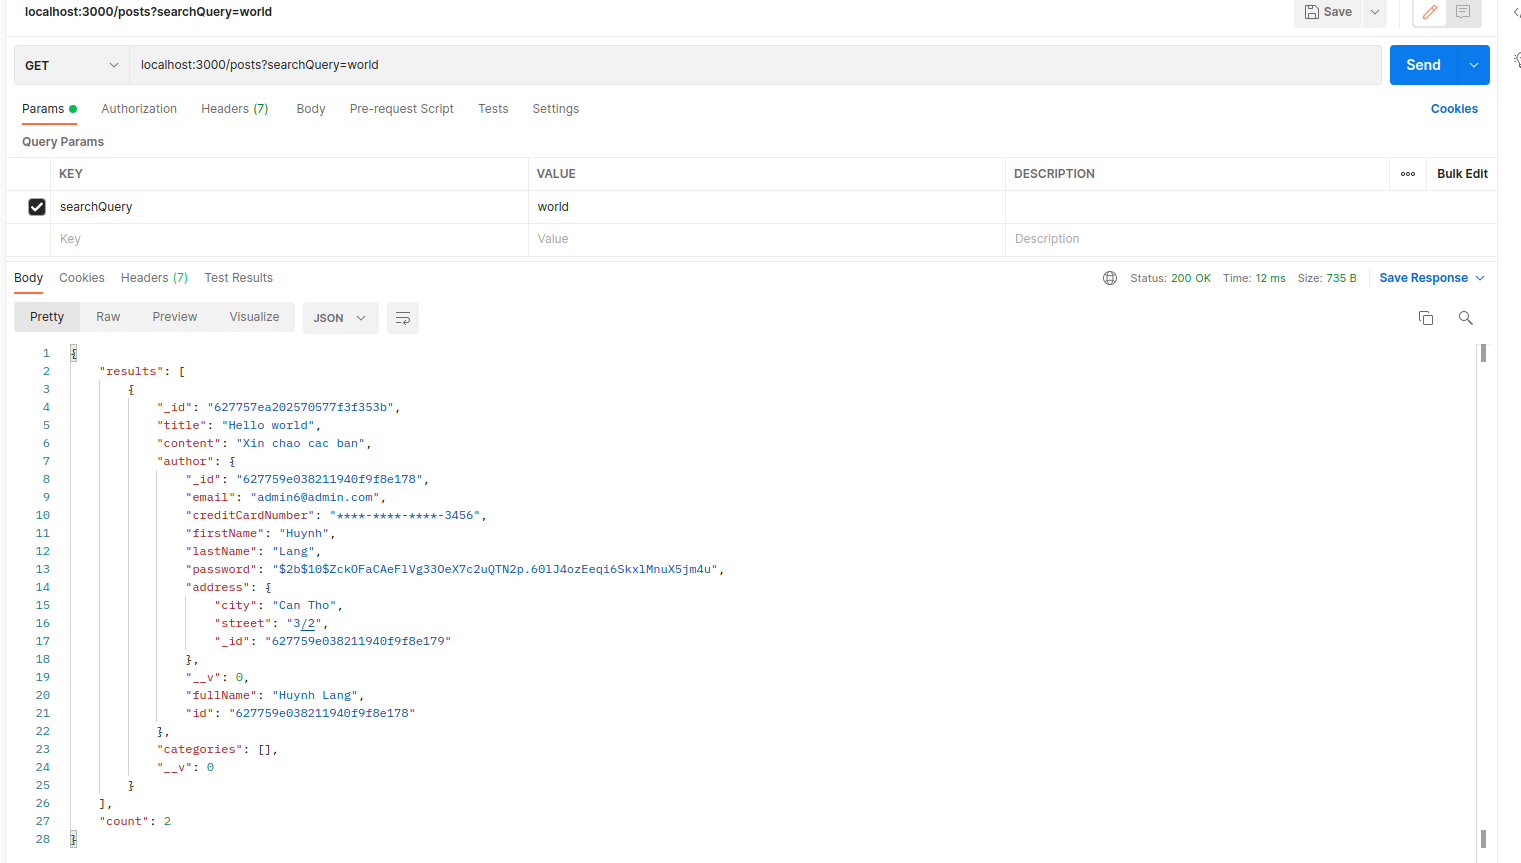 localhost:3000/posts?searchQuery=world
Save
GET
localhost:3000/posts?searchQuery=world
Send
Params Authorization Headers (7) Body Pre-request Script Tests Settings Cookies
Query Params
KEY VALUE DESCRIPTION Bulk Edit
searchQuery world
Key Value Description
Body Cookies Headers (7) Test Results Status: 200 OK Time: 12 ms Size: 735 B Save Response
Pretty Raw Preview Visualize JSON
1 {
2 "results": [
3 {
4 "_id": "627757ea202570577f3f353b",
5 "title": "Hello world",
6 "content": "Xin chao cac ban",
7 "author": {
8 "_id": "627759e038211940f9f8e178",
9 "email": "admin6@admin.com",
10 "creditCardNumber": "****-****-****-3456",
11 "firstName": "Huynh",
12 "lastName": "Lang",
13 "password": "$2b$10$ZckOFaCAeFlVg33OeX7c2uQTN2p.60lJ4ozEeqi6SkxlMnuX5jm4u",
14 "address": {
15 "city": "Can Tho",
16 "street": "3/2",
17 "_id": "627759e038211940f9f8e179"
18 },
19 "__v": 0,
20 "fullName": "Huynh Lang",
21 "id": "627759e038211940f9f8e178"
22 },
23 "categories": [],
24 "__v": 0
25 }
26 ],
27 "count": 2
28 }